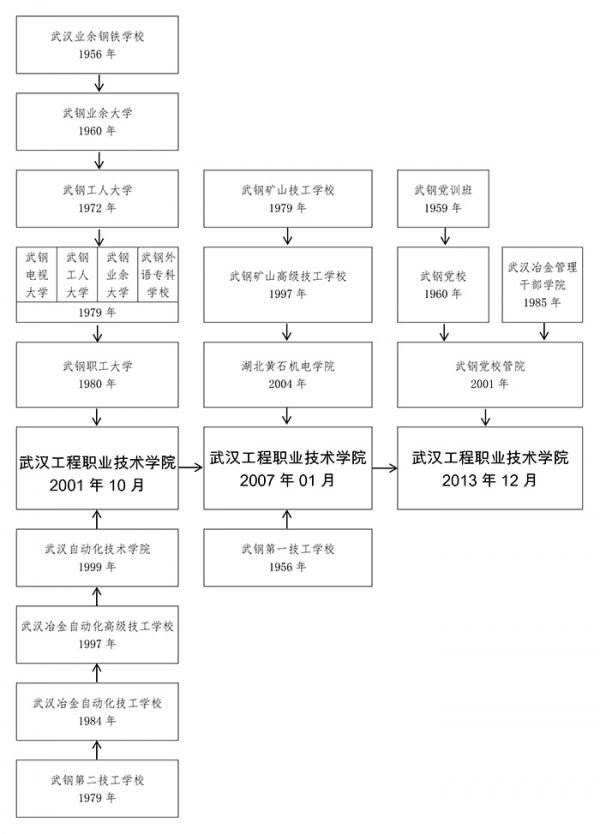 武汉业余钢铁学校
1956 年
武钢业余大学
1960 年
武钢工人大学
1972 年
武钢
电视
大学
武钢
工人
大学
武钢
业余
大学
武钢外
语专科
学校
1979 年
武钢职工大学
1980 年
武汉工程职业技术学院
2001 年 10 月
武汉自动化技术学院
1999 年
武汉冶金自动化高级技工学校
1997 年
武汉冶金自动化技工学校
1984 年
武钢第二技工学校
1979 年
武钢矿山技工学校
1979 年
武钢矿山高级技工学校
1997 年
湖北黄石机电学院
2004 年
武汉工程职业技术学院
2007 年 01 月
武钢第一技工学校
1956 年
武钢党训班
1959 年
武钢党校
1960 年
武汉冶金管理
干部学院
1985 年
武钢党校管院
2001 年
武汉工程职业技术学院
2013 年 12 月